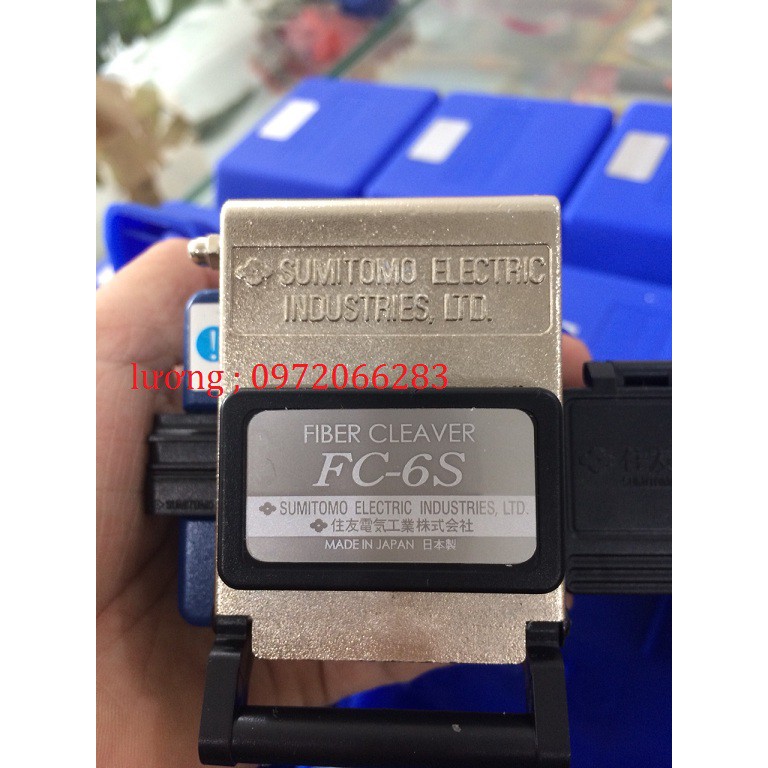 SUMITOMO ELECTRIC
INDUSTRIES, LTD.
lương ; 0972066283
FIBER CLEAVER
FC-6S
SUMITOMO ELECTRIC INDUSTRIES, LTD.
住友電気工業株式会社
MADE IN JAPAN 日本製